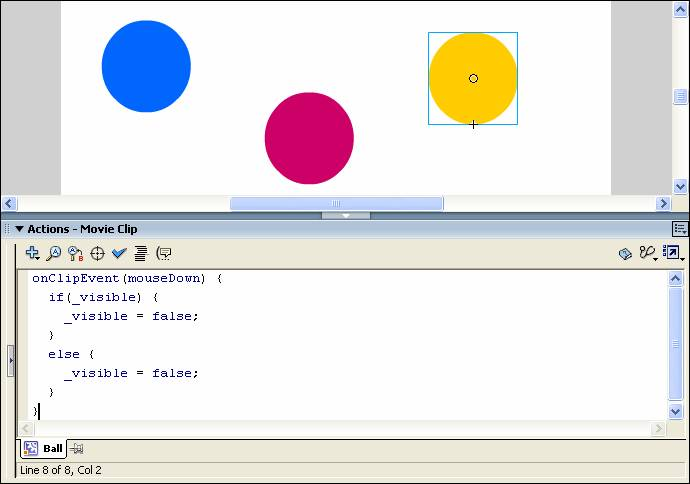 Actions - Movie Clip
onClipEvent(mouseDown) {
if(_visible) {
_visible = false;
}
else {
_visible = false;
}
}
Ball
Line 8 of 8, Col 2